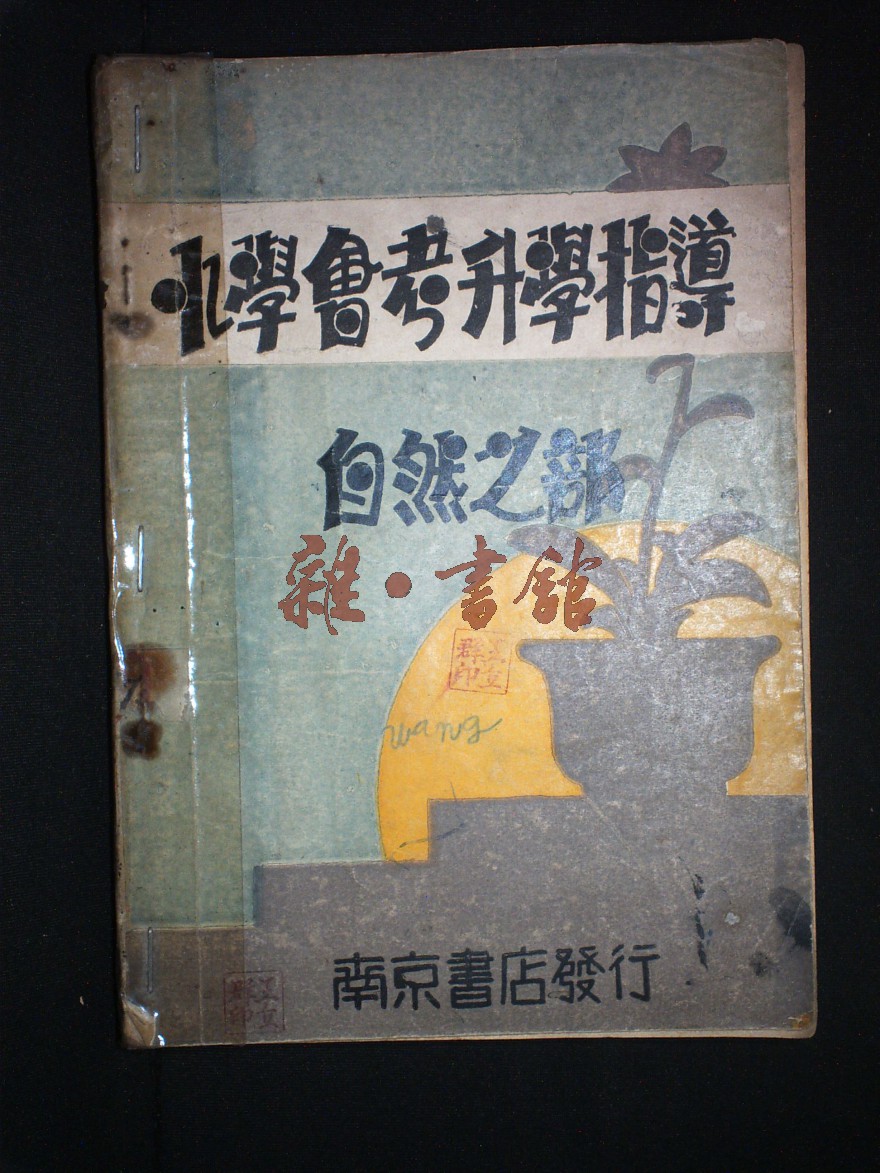 小學會考升學指導
自然之部
雜·書館
wang
南京書店發行